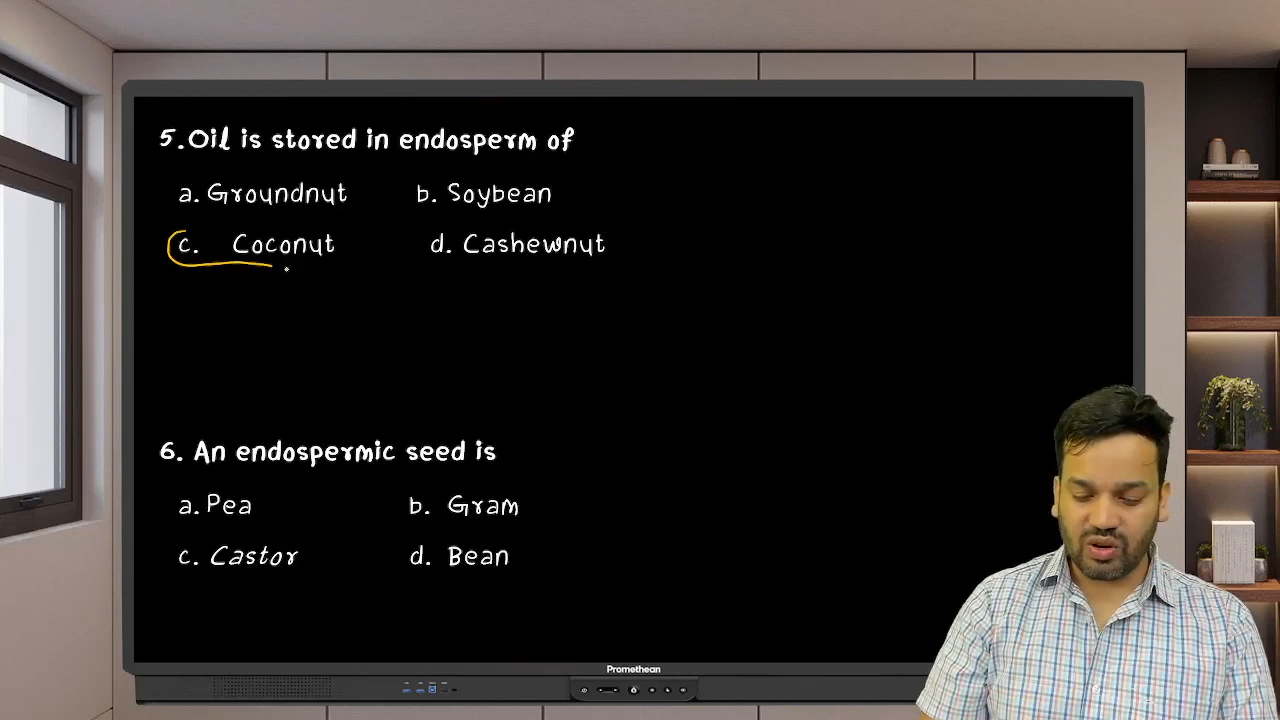 5. Oil is stored in endosperm of
a. Groundnut b. Soybean
c. Coconut d. Cashewnut
6. An endospermic seed is
a. Pea b. Gram
c. Castor d. Bean
Promethean